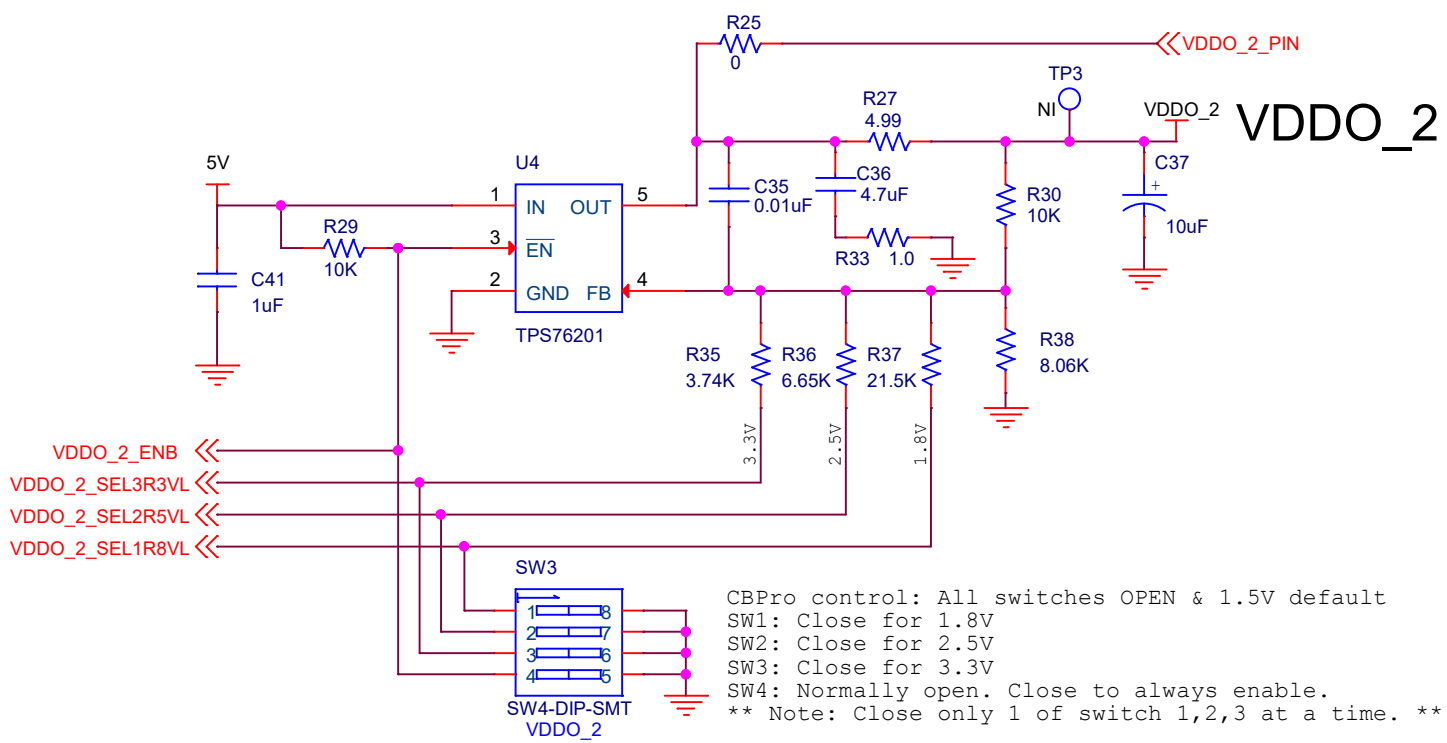 R25
0
VDDO_2_PIN
TP3
NI
R27
4.99
VDDO_2
VDDO_2
5V
U4
C35
0.01uF
C36
4.7uF
C37
+
10uF
1
IN
OUT
5
R30
10K
R29
10K
3
EN
R33
1.0
C41
1uF
2
GND
FB
4
TPS76201
R35
3.74K
R36
6.65K
R37
21.5K
R38
8.06K
3.3V
2.5V
1.8V
VDDO_2_ENB
VDDO_2_SEL3R3VL
VDDO_2_SEL2R5VL
VDDO_2_SEL1R8VL
SW3
1
8
2
7
3
6
4
5
SW4-DIP-SMT
VDDO_2
CBPro control: All switches OPEN & 1.5V default
SW1: Close for 1.8V
SW2: Close for 2.5V
SW3: Close for 3.3V
SW4: Normally open. Close to always enable.
** Note: Close only 1 of switch 1,2,3 at a time. **